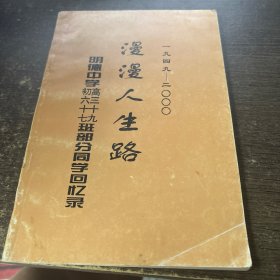 一九四九—二〇〇〇
漫漫人生路
明德中学高三十九初六十七班部分同学回忆录